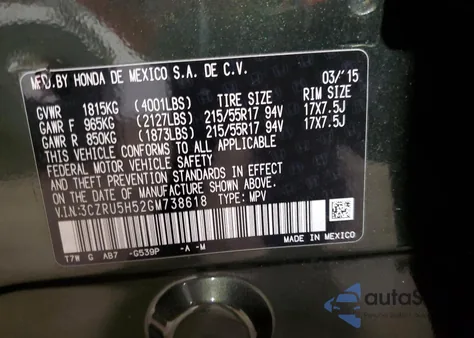 MFD.BY HONDA DE MEXICO S.A. DE C.V. 03/'15
GVWR 1815KG (4001LBS) TIRE SIZE RIM SIZE
GAWR F 965KG (2127LBS) 215/55R17 94V 17X7.5J
GAWR R 850KG (1873LBS) 215/55R17 94V 17X7.5J
THIS VEHICLE CONFORMS TO ALL APPLICABLE
FEDERAL MOTOR VEHICLE SAFETY
AND THEFT PREVENTION STANDARDS IN EFFECT
ON THE DATE OF MANUFACTURE SHOWN ABOVE.
V.I.N:3CZRU5H52GM738618 TYPE: MPV
T7W G AB7 -G539P -A -M MADE IN MEXICO